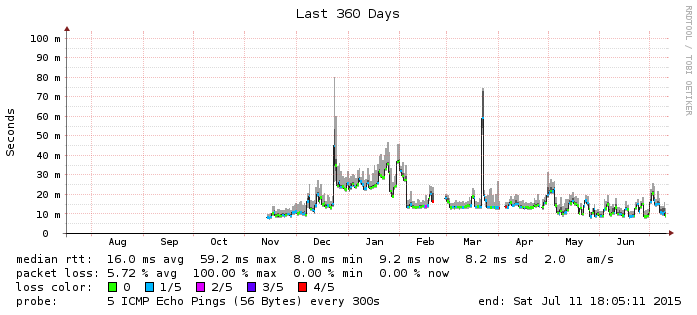 Last 360 Days
RRDTOOL / TOBI OETIKER
Seconds
100 m
90 m
80 m
70 m
60 m
50 m
40 m
30 m
20 m
10 m
0
Aug Sep Oct Nov Dec Jan Feb Mar Apr May Jun
median rtt: 16.0 ms avg 59.2 ms max 8.0 ms min 9.2 ms now 8.2 ms sd 2.0 am/s
packet loss: 5.72 % avg 100.00 % max 0.00 % min 0.00 % now
loss color: 0 1/5 2/5 3/5 4/5
probe: 5 ICMP Echo Pings (56 Bytes) every 300s end: Sat Jul 11 18:05:11 2015